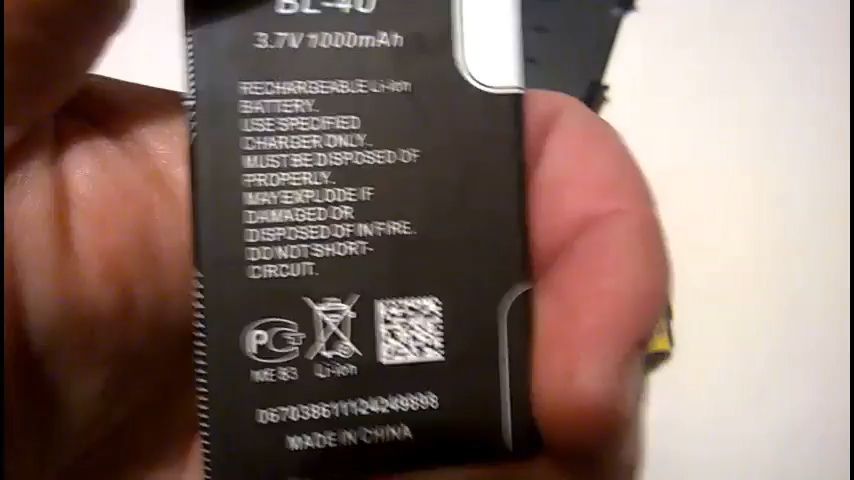 BL-4U
3.7V 1000mAh
RECHARGEABLE Li-Ion
BATTERY.
USE SPECIFIED
CHARGER ONLY.
MUST BE DISPOSED OF
PROPERLY.
MAY EXPLODE IF
DAMAGED OR
DISPOSED OF IN FIRE.
DO NOT SHORT-
CIRCUIT.
PCT
ME 83 Li-Ion
067038611124249898
MADE IN CHINA